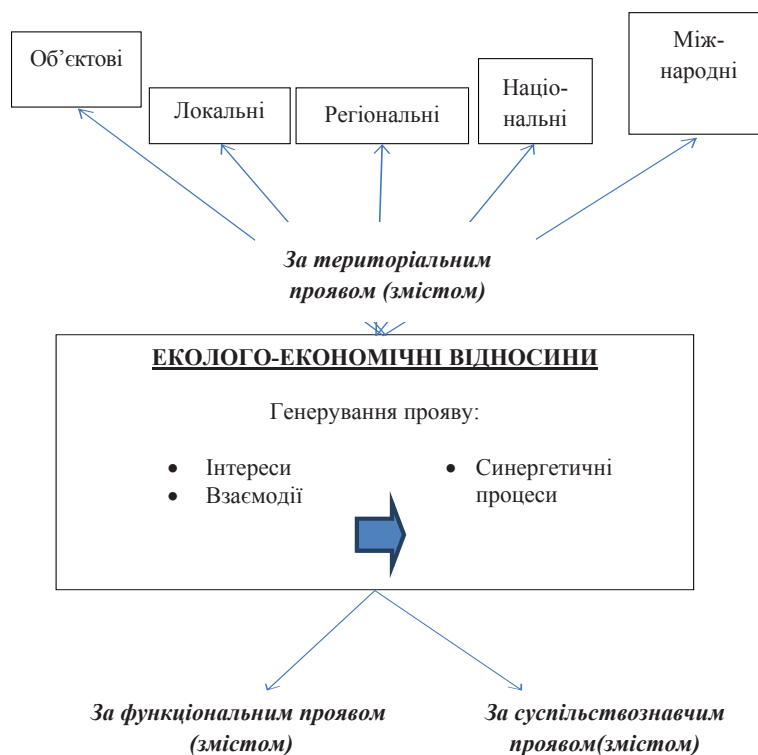 Об’єктові
Локальні
Регіональні
Націо-
нальні
Між-
народні
За територіальним
проявом (змістом)
ЕКОЛОГО-ЕКОНОМІЧНІ ВІДНОСИНИ
Генерування прояву:
• Інтереси
• Взаємодії
• Синергетичні
процеси
За функціональним проявом
(змістом)
За суспільствознавчим
проявом(змістом)